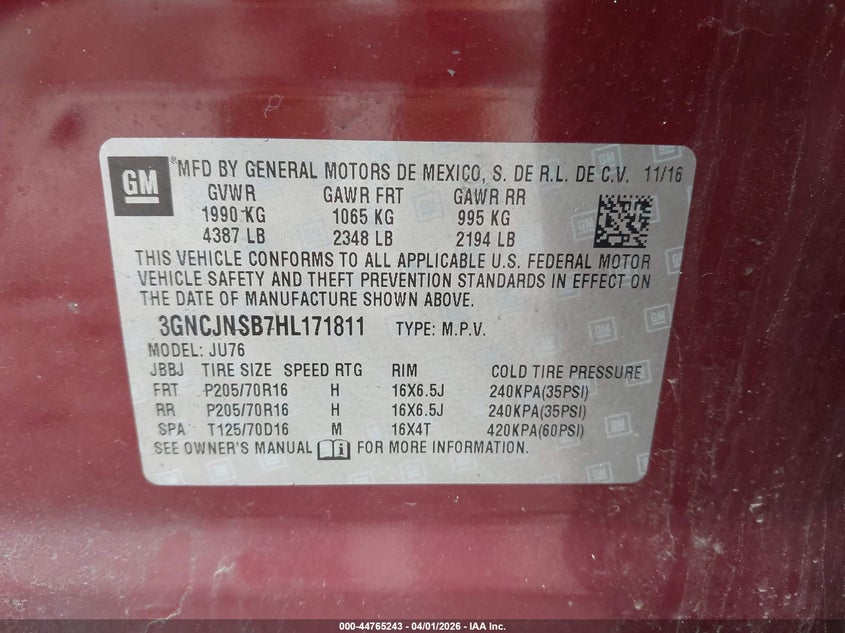 GM
*MFD BY GENERAL MOTORS DE MEXICO, S. DE R.L. DE C.V. 11/16
GVWR GAWR FRT GAWR RR
1990 KG 1065 KG 995 KG
4387 LB 2348 LB 2194 LB
THIS VEHICLE CONFORMS TO ALL APPLICABLE U.S. FEDERAL MOTOR
VEHICLE SAFETY AND THEFT PREVENTION STANDARDS IN EFFECT ON
THE DATE OF MANUFACTURE SHOWN ABOVE.
3GNCJNSB7HL171811 TYPE: M.P.V.
MODEL: JU76
JBBJ TIRE SIZE SPEED RTG RIM COLD TIRE PRESSURE
FRT P205/70R16 H 16X6.5J 240KPA(35PSI)
RR P205/70R16 H 16X6.5J 240KPA(35PSI)
SPA T125/70D16 M 16X4T 420KPA(60PSI)
SEE OWNER'S MANUAL FOR MORE INFORMATION.
000-44765243 | 04/01/2026 - IAA Inc.